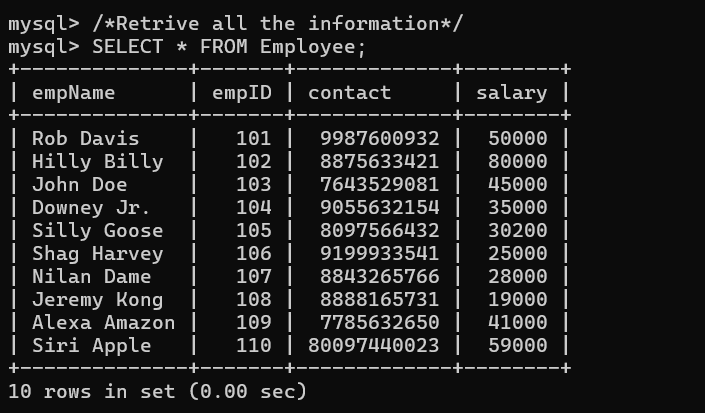 mysql> /*Retrive all the information*/
mysql> SELECT * FROM Employee;
+--------------+-------+-------------+--------+
| empName      | empID | contact     | salary |
+--------------+-------+-------------+--------+
| Rob Davis    |   101 |  9987600932 |  50000 |
| Hilly Billy  |   102 |  8875633421 |  80000 |
| John Doe     |   103 |  7643529081 |  45000 |
| Downey Jr.   |   104 |  9055632154 |  35000 |
| Silly Goose  |   105 |  8097566432 |  30200 |
| Shag Harvey  |   106 |  9199933541 |  25000 |
| Nilan Dame   |   107 |  8843265766 |  28000 |
| Jeremy Kong  |   108 |  8888165731 |  19000 |
| Alexa Amazon |   109 |  7785632650 |  41000 |
| Siri Apple   |   110 | 80097440023 |  59000 |
+--------------+-------+-------------+--------+
10 rows in set (0.00 sec)